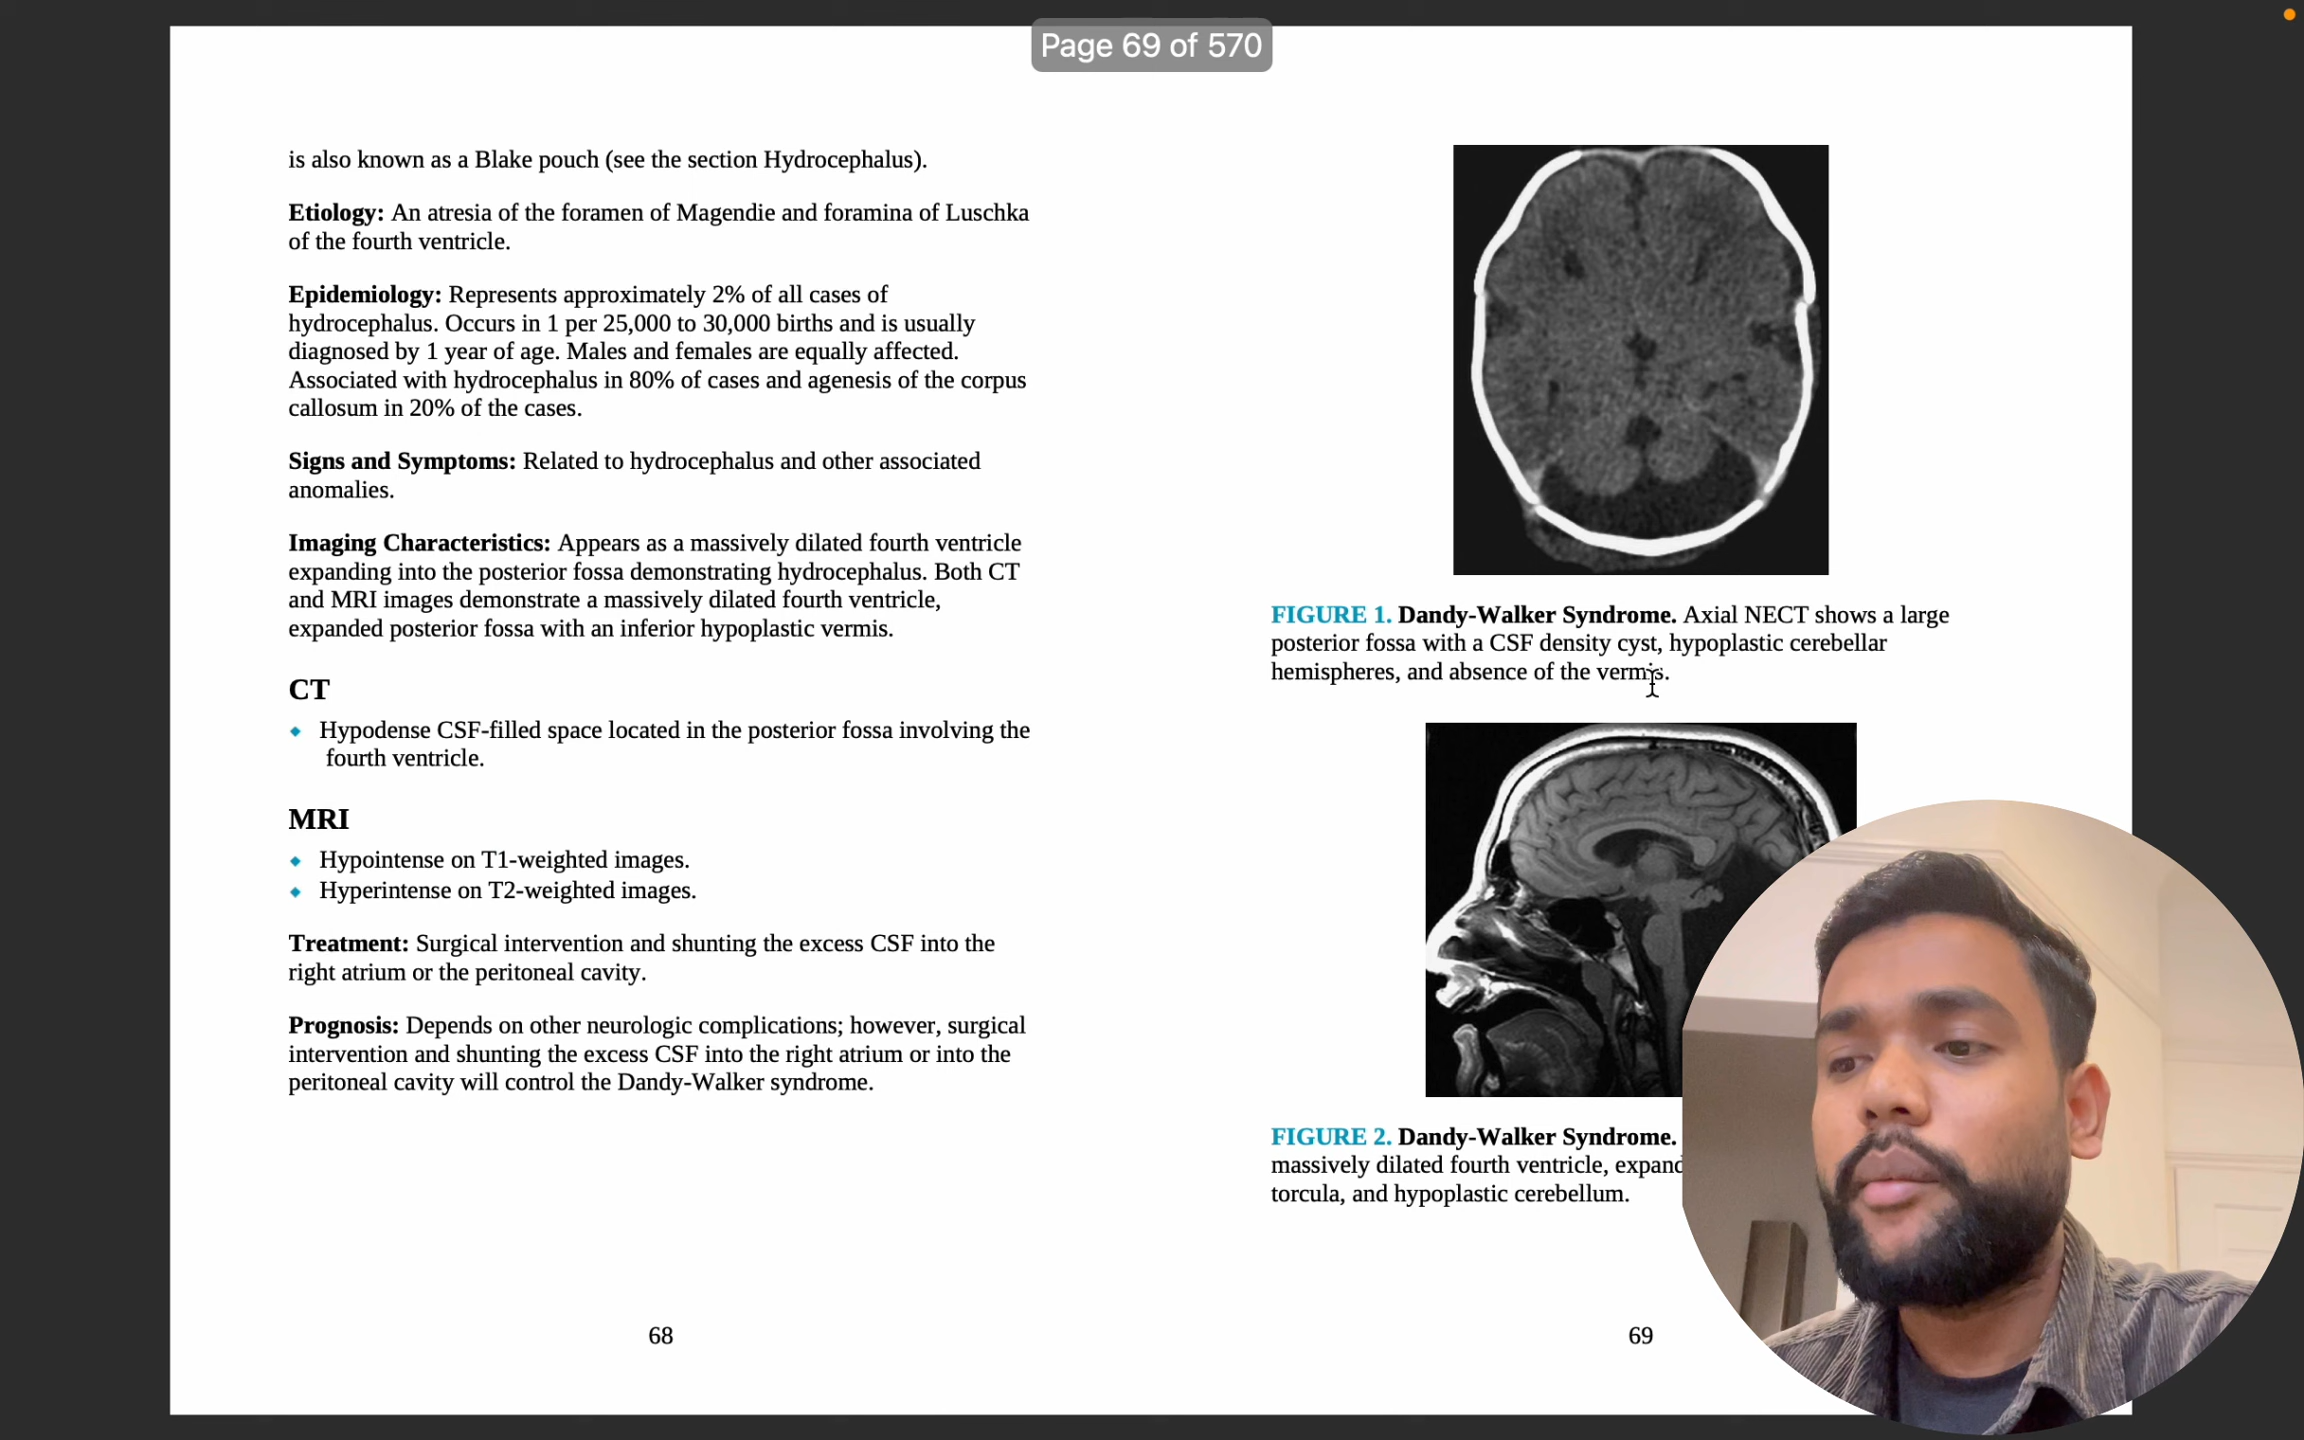 Page 69 of 570
is also known as a Blake pouch (see the section Hydrocephalus).
Etiology: An atresia of the foramen of Magendie and foramina of Luschka
of the fourth ventricle.
Epidemiology: Represents approximately 2% of all cases of
hydrocephalus. Occurs in 1 per 25,000 to 30,000 births and is usually
diagnosed by 1 year of age. Males and females are equally affected.
Associated with hydrocephalus in 80% of cases and agenesis of the corpus
callosum in 20% of the cases.
Signs and Symptoms: Related to hydrocephalus and other associated
anomalies.
Imaging Characteristics: Appears as a massively dilated fourth ventricle
expanding into the posterior fossa demonstrating hydrocephalus. Both CT
and MRI images demonstrate a massively dilated fourth ventricle,
expanded posterior fossa with an inferior hypoplastic vermis.
CT
◆ Hypodense CSF-filled space located in the posterior fossa involving the
fourth ventricle.
MRI
◆ Hypointense on T1-weighted images.
◆ Hyperintense on T2-weighted images.
Treatment: Surgical intervention and shunting the excess CSF into the
right atrium or the peritoneal cavity.
Prognosis: Depends on other neurologic complications; however, surgical
intervention and shunting the excess CSF into the right atrium or into the
peritoneal cavity will control the Dandy-Walker syndrome.
68
FIGURE 1. Dandy-Walker Syndrome. Axial NECT shows a large
posterior fossa with a CSF density cyst, hypoplastic cerebellar
hemispheres, and absence of the vermis.
FIGURE 2. Dandy-Walker Syndrome.
massively dilated fourth ventricle,
torcula, and hypoplastic cerebellum.
69